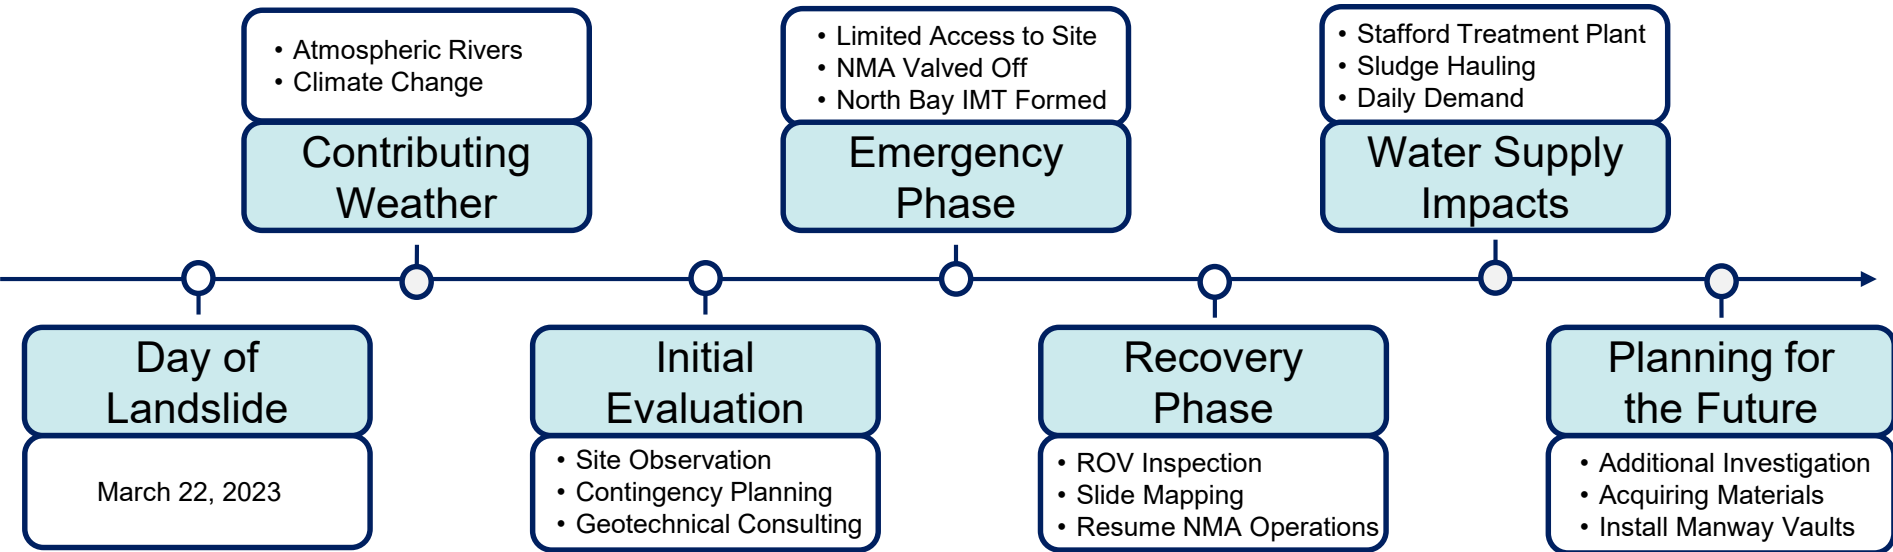 Day of
Landslide
March 22, 2023
• Atmospheric Rivers
• Climate Change
Contributing
Weather
Initial
Evaluation
• Site Observation
• Contingency Planning
• Geotechnical Consulting
• Limited Access to Site
• NMA Valved Off
• North Bay IMT Formed
Emergency
Phase
Recovery
Phase
• ROV Inspection
• Slide Mapping
• Resume NMA Operations
• Stafford Treatment Plant
• Sludge Hauling
• Daily Demand
Water Supply
Impacts
Planning for
the Future
• Additional Investigation
• Acquiring Materials
• Install Manway Vaults